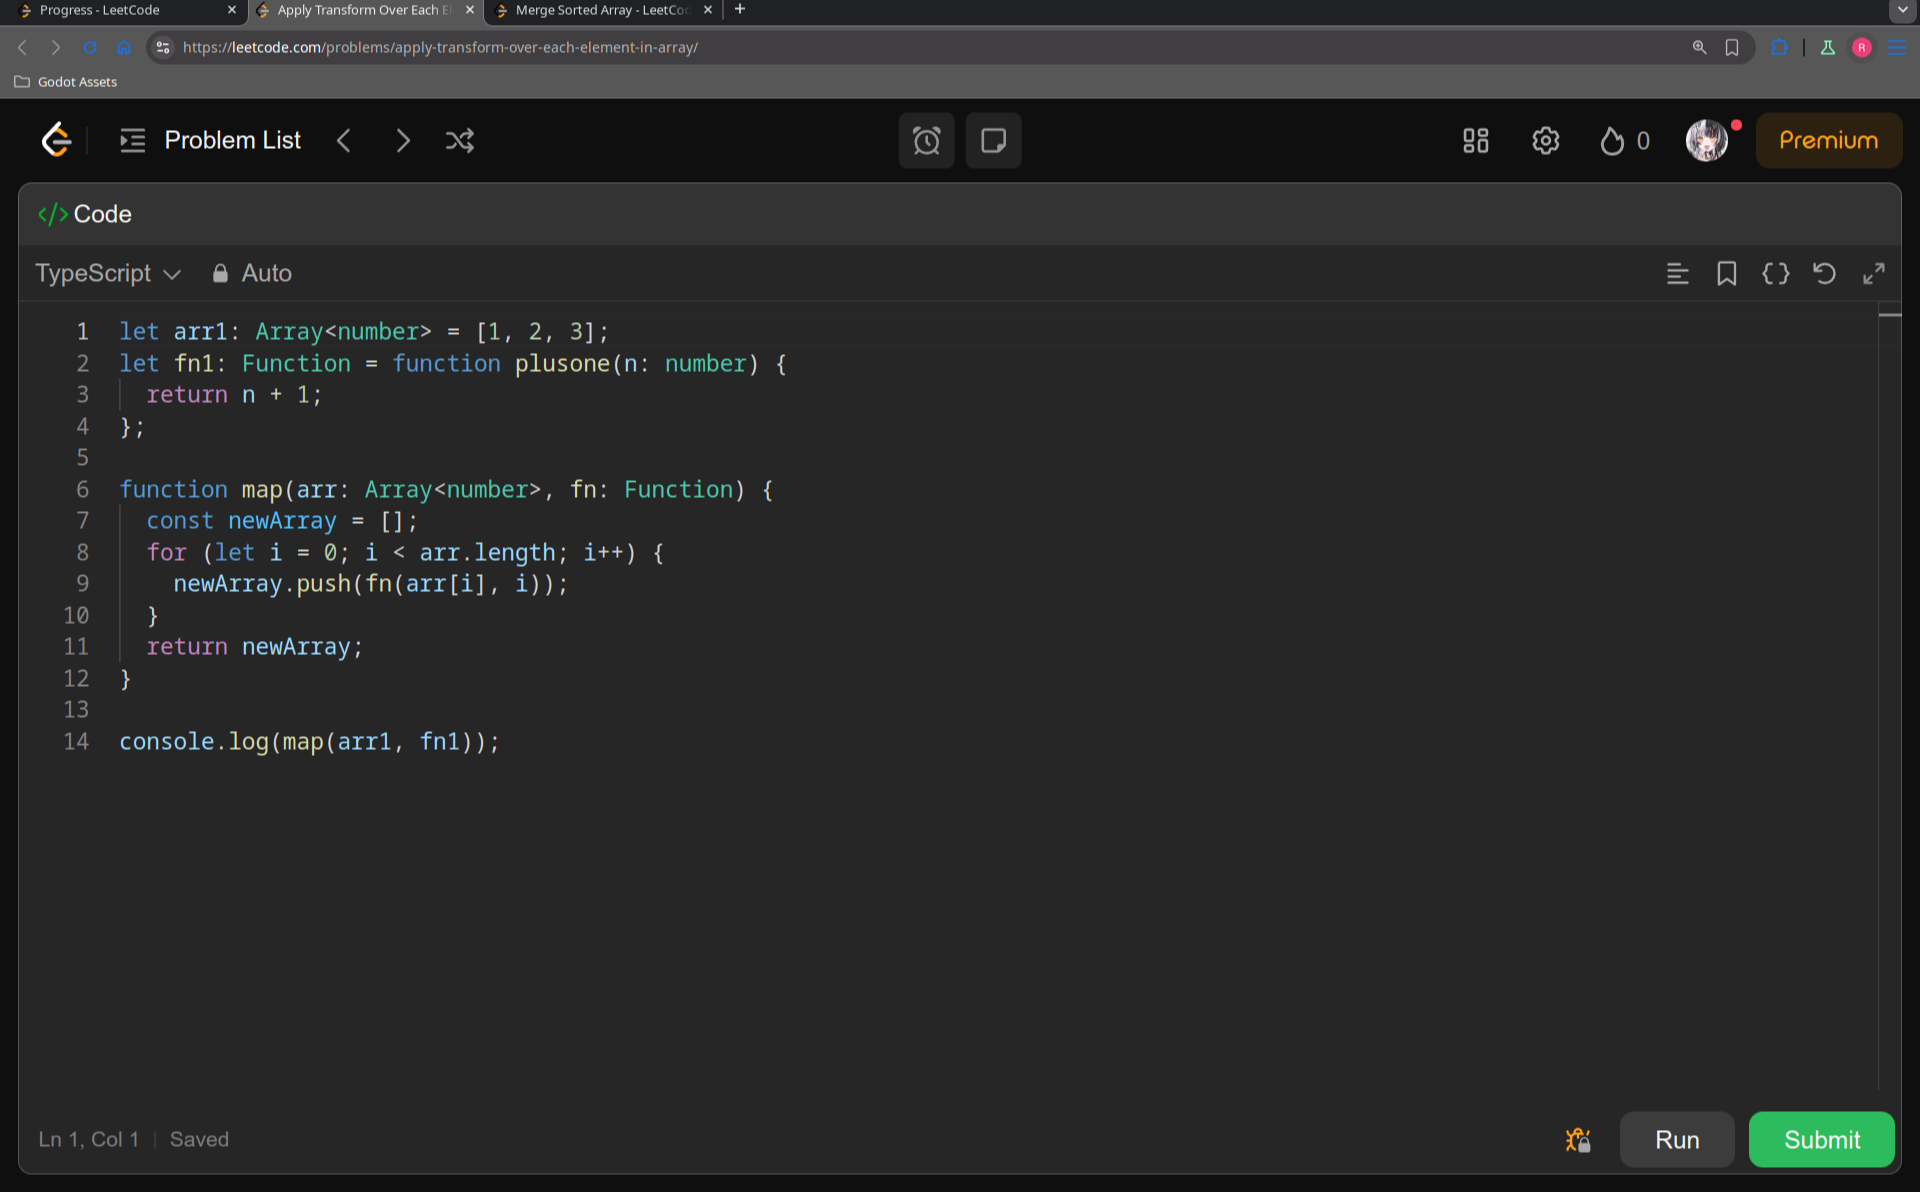 Progress - LeetCode
Apply Transform Over Each El
Merge Sorted Array - LeetCo
https://leetcode.com/problems/apply-transform-over-each-element-in-array/
R
Godot Assets
Problem List
0
Premium
</> Code
TypeScript
Auto
1 let arr1: Array<number> = [1, 2, 3];
2 let fn1: Function = function plusone(n: number) {
3   return n + 1;
4 };
5
6 function map(arr: Array<number>, fn: Function) {
7   const newArray = [];
8   for (let i = 0; i < arr.length; i++) {
9     newArray.push(fn(arr[i], i));
10   }
11   return newArray;
12 }
13
14 console.log(map(arr1, fn1));
Ln 1, Col 1
Saved
Run
Submit